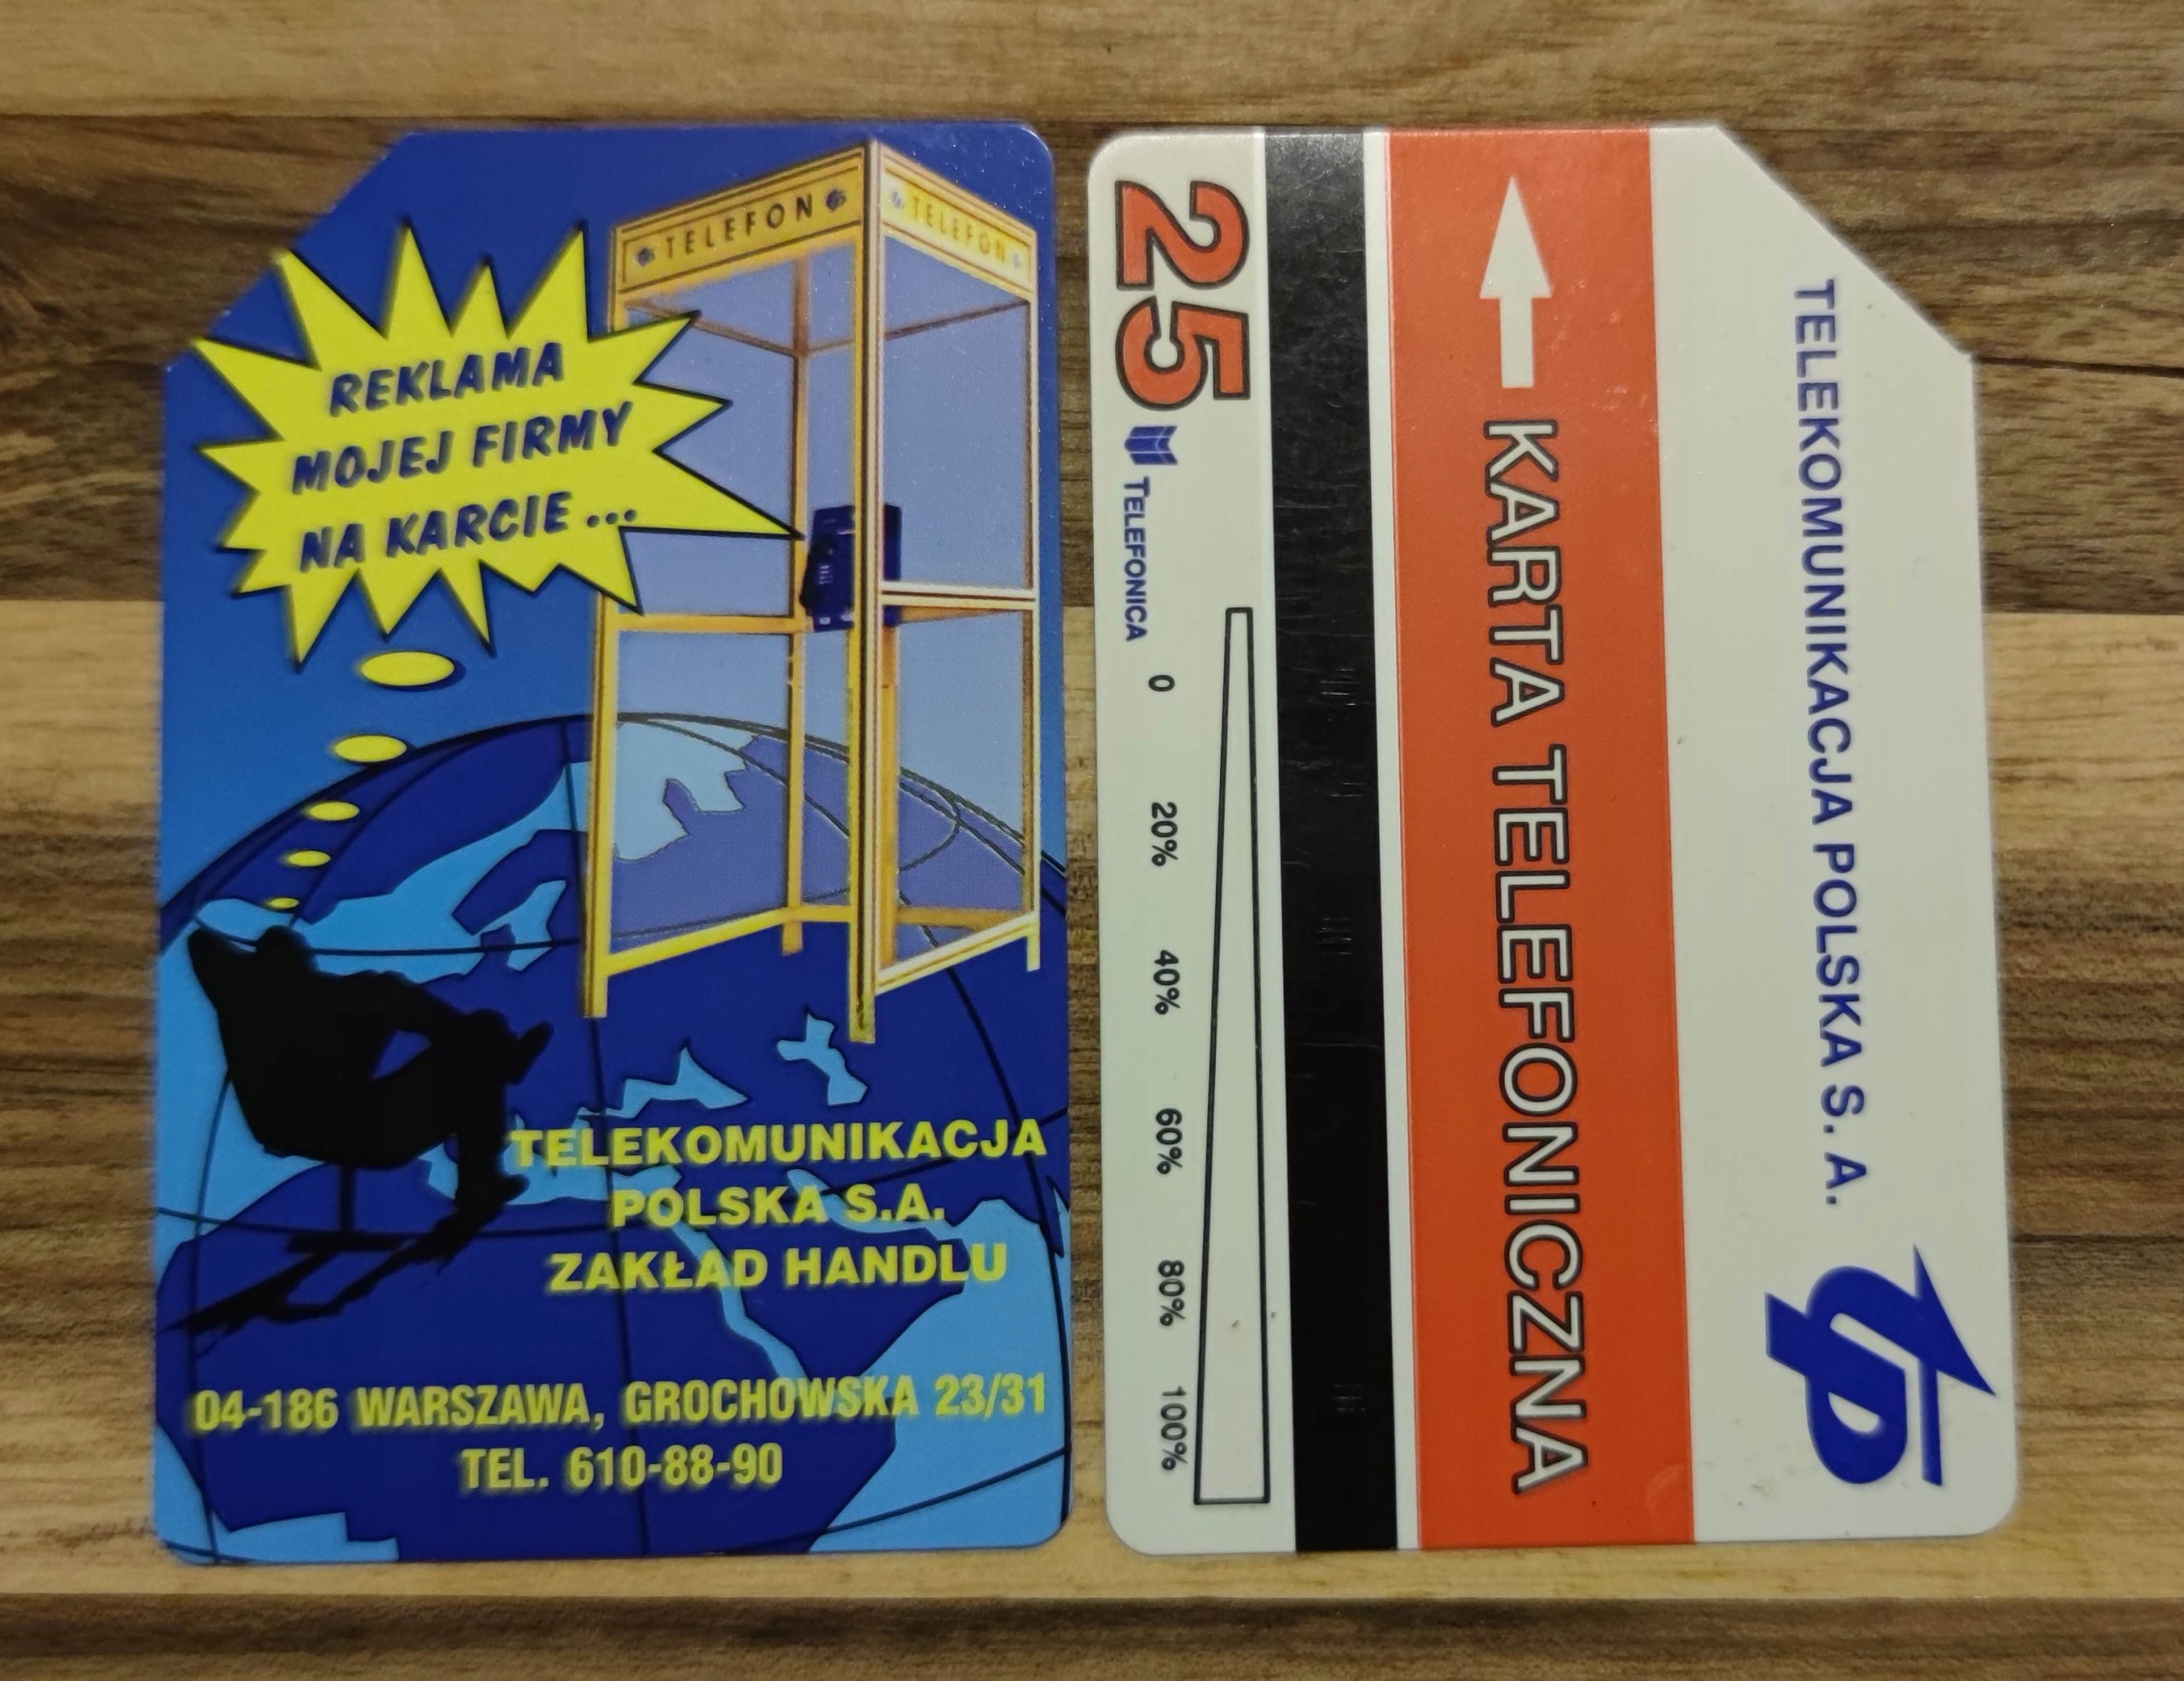 TELEFON
TELEFON
REKLAMA
MOJEJ FIRMY
NA KARCIE ...
TELEKOMUNIKACJA
POLSKA S.A.
ZAKŁAD HANDLU
04-186 WARSZAWA, GROCHOWSKA 23/31
TEL. 610-88-90
TELEKOMUNIKACJA POLSKA S. A.
tp
KARTA TELEFONICZNA
25
TELEFONICA
0 20% 40% 60% 80% 100%